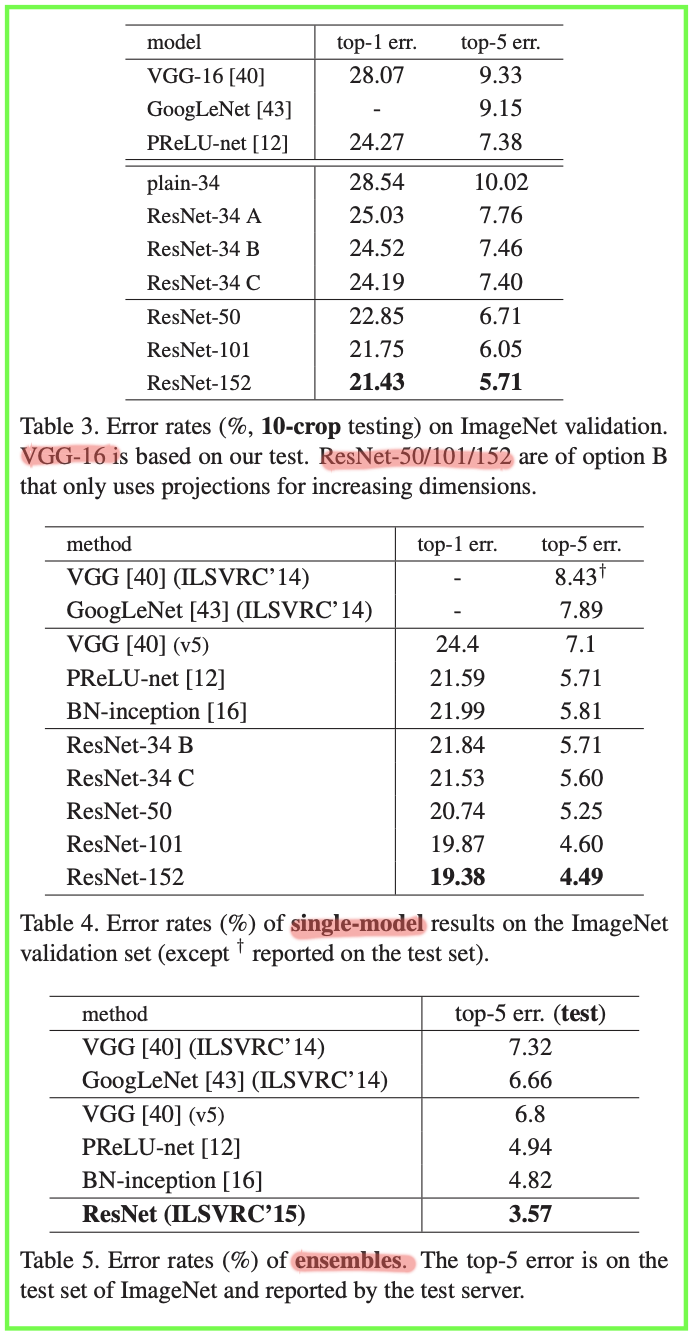 model top-1 err. top-5 err.
VGG-16 [40] 28.07 9.33
GoogLeNet [43] - 9.15
PReLU-net [12] 24.27 7.38
plain-34 28.54 10.02
ResNet-34 A 25.03 7.76
ResNet-34 B 24.52 7.46
ResNet-34 C 24.19 7.40
ResNet-50 22.85 6.71
ResNet-101 21.75 6.05
ResNet-152 21.43 5.71
Table 3. Error rates (%, 10-crop testing) on ImageNet validation.
VGG-16 is based on our test. ResNet-50/101/152 are of option B
that only uses projections for increasing dimensions.
method top-1 err. top-5 err.
VGG [40] (ILSVRC’14) - 8.43†
GoogLeNet [43] (ILSVRC’14) - 7.89
VGG [40] (v5) 24.4 7.1
PReLU-net [12] 21.59 5.71
BN-inception [16] 21.99 5.81
ResNet-34 B 21.84 5.71
ResNet-34 C 21.53 5.60
ResNet-50 20.74 5.25
ResNet-101 19.87 4.60
ResNet-152 19.38 4.49
Table 4. Error rates (%) of single-model results on the ImageNet
validation set (except † reported on the test set).
method top-5 err. (test)
VGG [40] (ILSVRC’14) 7.32
GoogLeNet [43] (ILSVRC’14) 6.66
VGG [40] (v5) 6.8
PReLU-net [12] 4.94
BN-inception [16] 4.82
ResNet (ILSVRC’15) 3.57
Table 5. Error rates (%) of ensembles. The top-5 error is on the
test set of ImageNet and reported by the test server.